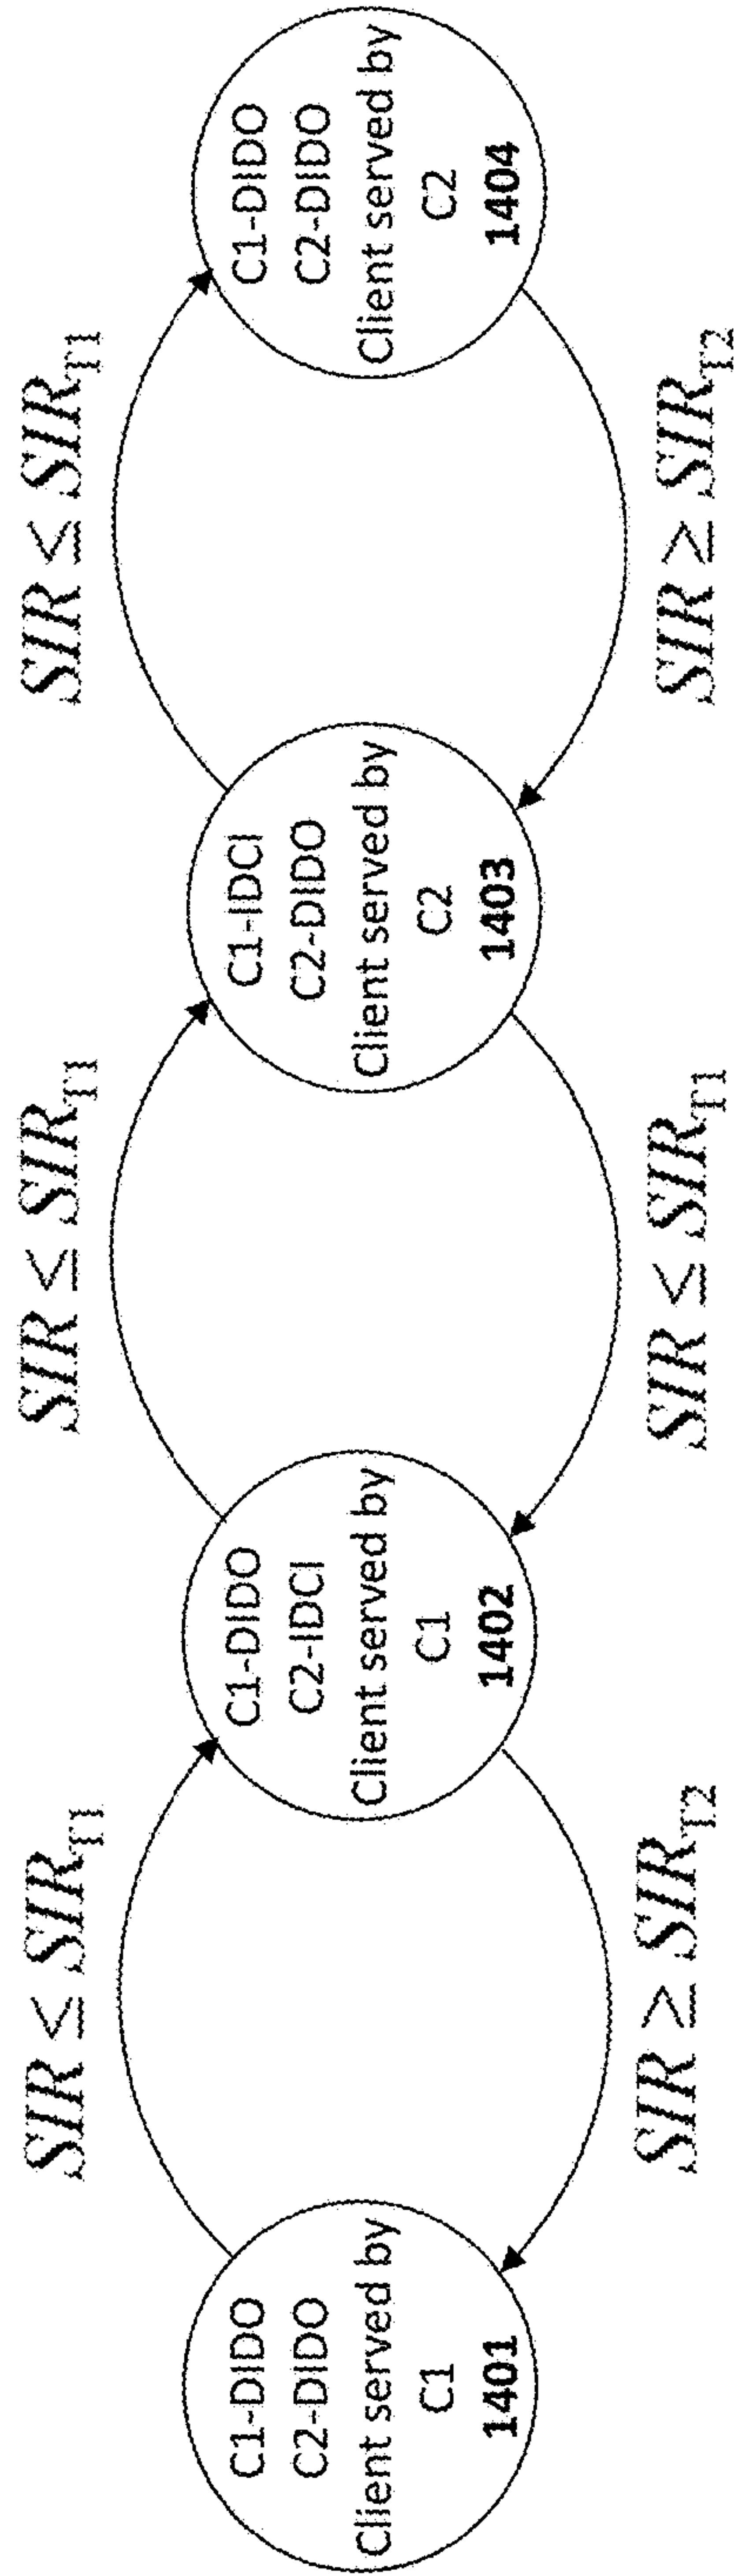 SIR ≤ SIR_T1
SIR ≤ SIR_T1
SIR ≤ SIR_T1
C1-DIDO
C2-DIDO
Client served by
C1
1401
C1-DIDO
C2-IDCI
Client served by
C1
1402
C1-IDCI
C2-DIDO
Client served by
C2
1403
C1-DIDO
C2-DIDO
Client served by
C2
1404
SIR ≥ SIR_T2
SIR ≤ SIR_T1
SIR ≥ SIR_T2